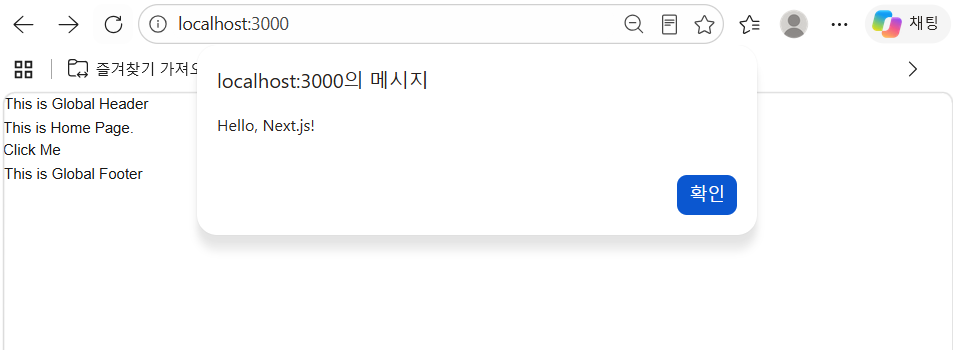 localhost:3000
채팅
즐겨찾기 가져오
localhost:3000의 메시지
Hello, Next.js!
확인
This is Global Header
This is Home Page.
Click Me
This is Global Footer